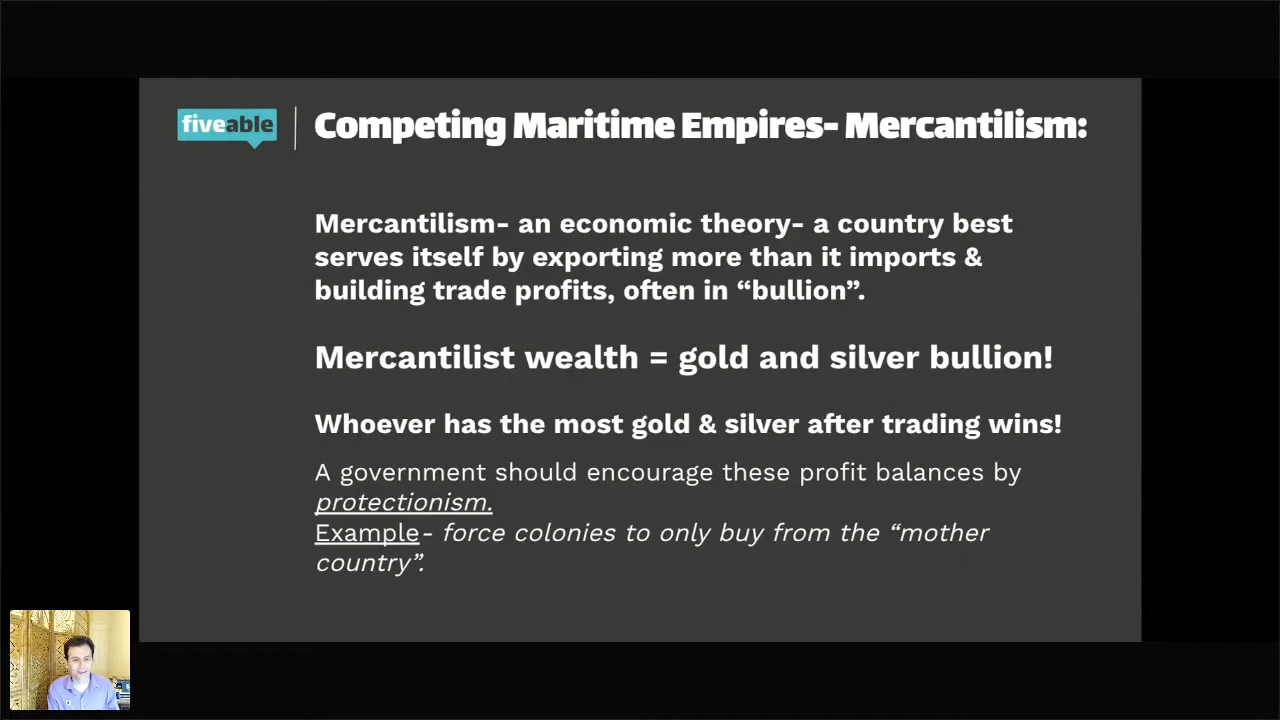 fiveable
Competing Maritime Empires- Mercantilism:
Mercantilism- an economic theory- a country best
serves itself by exporting more than it imports &
building trade profits, often in “bullion”.
Mercantilist wealth = gold and silver bullion!
Whoever has the most gold & silver after trading wins!
A government should encourage these profit balances by
protectionism.
Example- force colonies to only buy from the “mother
country”.